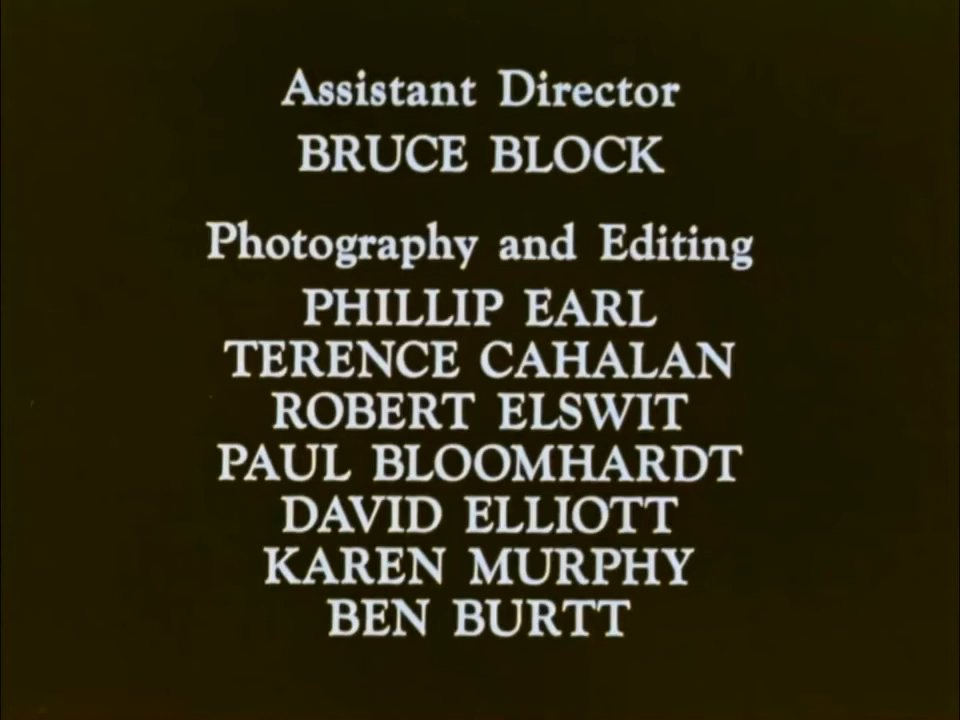 Assistant Director
BRUCE BLOCK
Photography and Editing
PHILLIP EARL
TERENCE CAHALAN
ROBERT ELSWIT
PAUL BLOOMHARDT
DAVID ELLIOTT
KAREN MURPHY
BEN BURTT